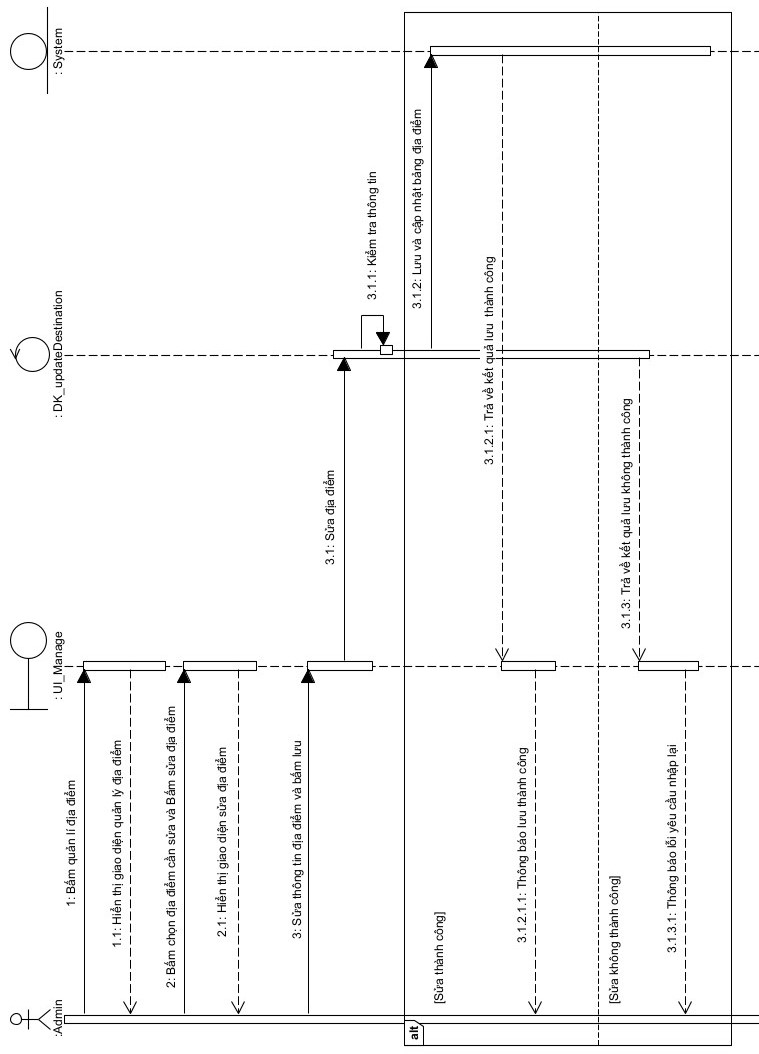 :Admin
: UI_Manage
: DK_updateDestination
: System
1: Bấm quản lí địa điểm
1.1: Hiển thị giao diện quản lý địa điểm
2: Bấm chọn địa điểm cần sửa và Bấm sửa địa điểm
2.1: Hiển thị giao diện sửa địa điểm
3: Sửa thông tin địa điểm và bấm lưu
3.1: Sửa địa điểm
3.1.1: Kiểm tra thông tin
alt
[Sửa thành công]
3.1.2: Lưu và cập nhật bảng địa điểm
3.1.2.1: Trả về kết quả lưu thành công
3.1.2.1.1: Thông báo lưu thành công
[Sửa không thành công]
3.1.3: Trả về kết quả lưu không thành công
3.1.3.1: Thông báo lỗi yêu cầu nhập lại